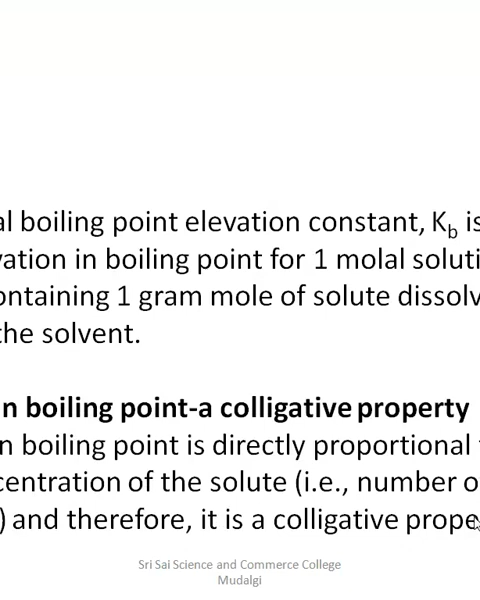 al boiling point elevation constant, Kb is
vation in boiling point for 1 molal soluti
ontaining 1 gram mole of solute dissolv
the solvent.
n boiling point-a colligative property
n boiling point is directly proportional
centration of the solute (i.e., number o
) and therefore, it is a colligative prope
Sri Sai Science and Commerce College
Mudalgi